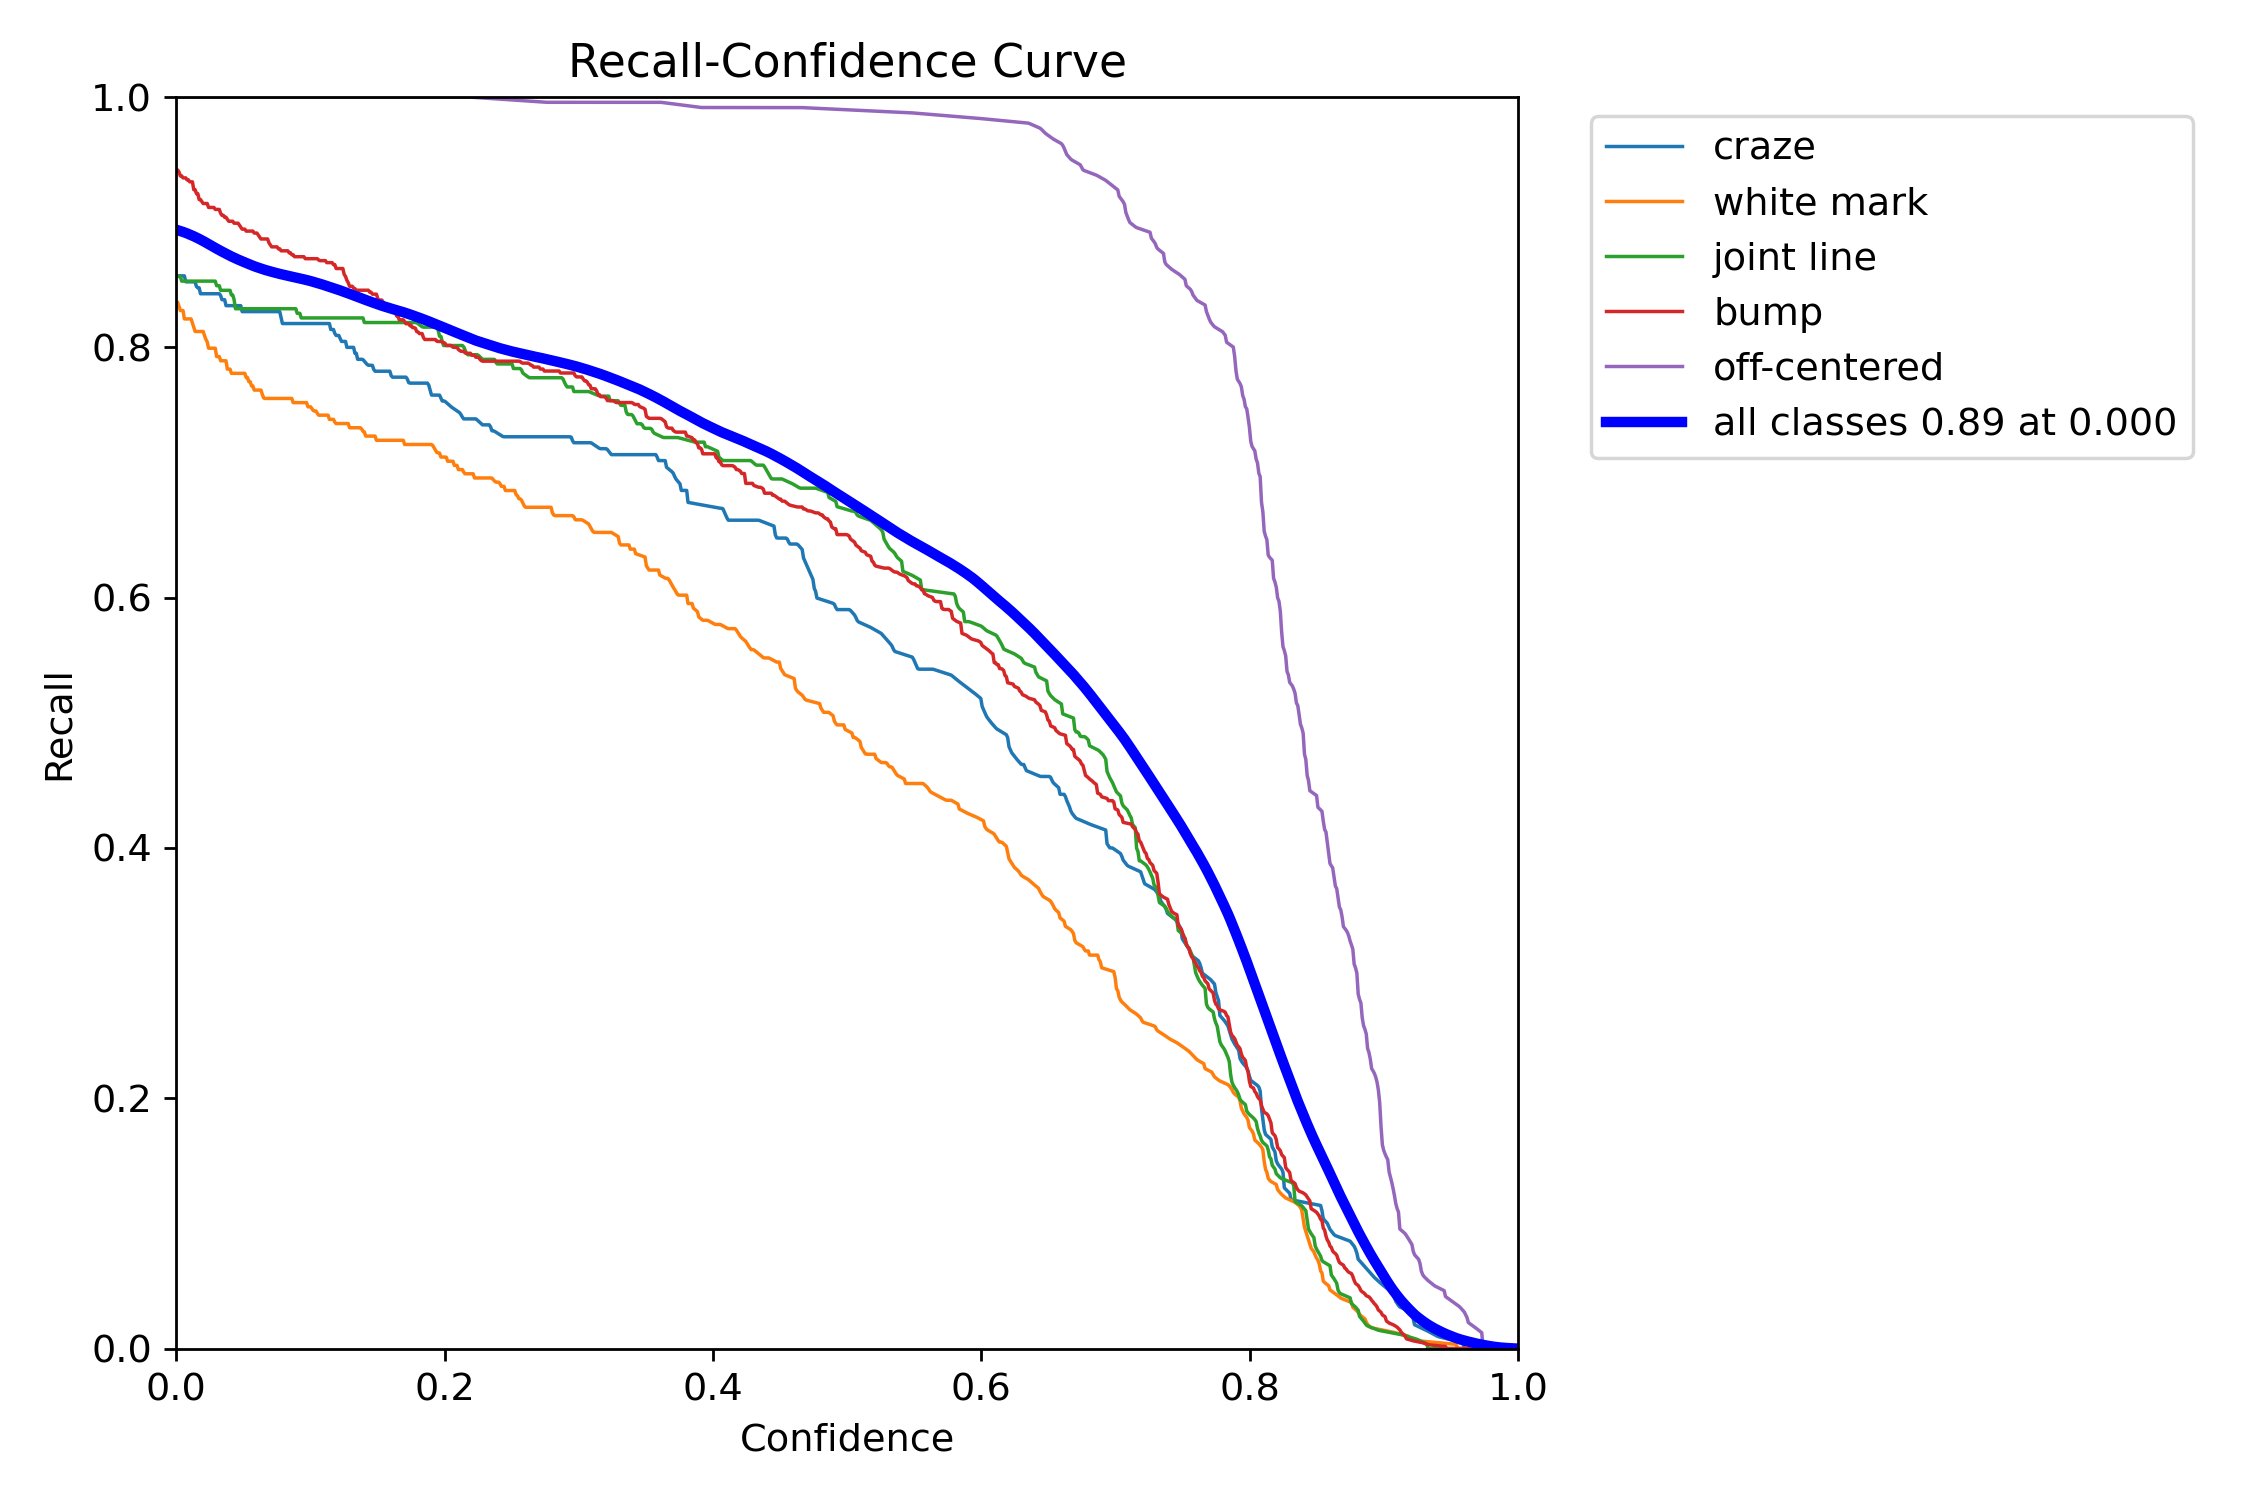 Recall-Confidence Curve
1.0
0.8
0.6
0.4
0.2
0.0
Recall
0.0 0.2 0.4 0.6 0.8 1.0
Confidence
craze
white mark
joint line
bump
off-centered
all classes 0.89 at 0.000